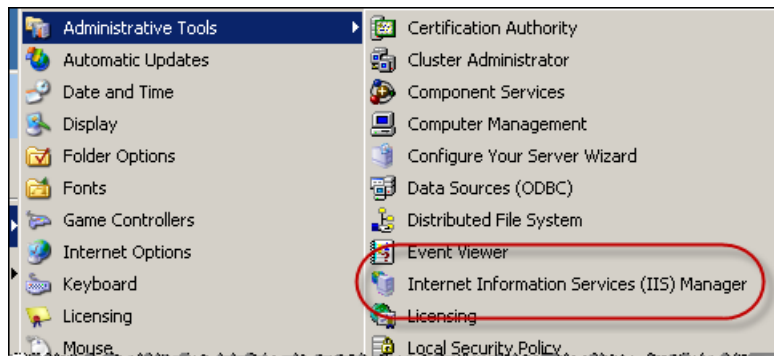 Administrative Tools
Automatic Updates
Date and Time
Display
Folder Options
Fonts
Game Controllers
Internet Options
Keyboard
Licensing
Mouse
Certification Authority
Cluster Administrator
Component Services
Computer Management
Configure Your Server Wizard
Data Sources (ODBC)
Distributed File System
Event Viewer
Internet Information Services (IIS) Manager
Licensing
Local Security Policy